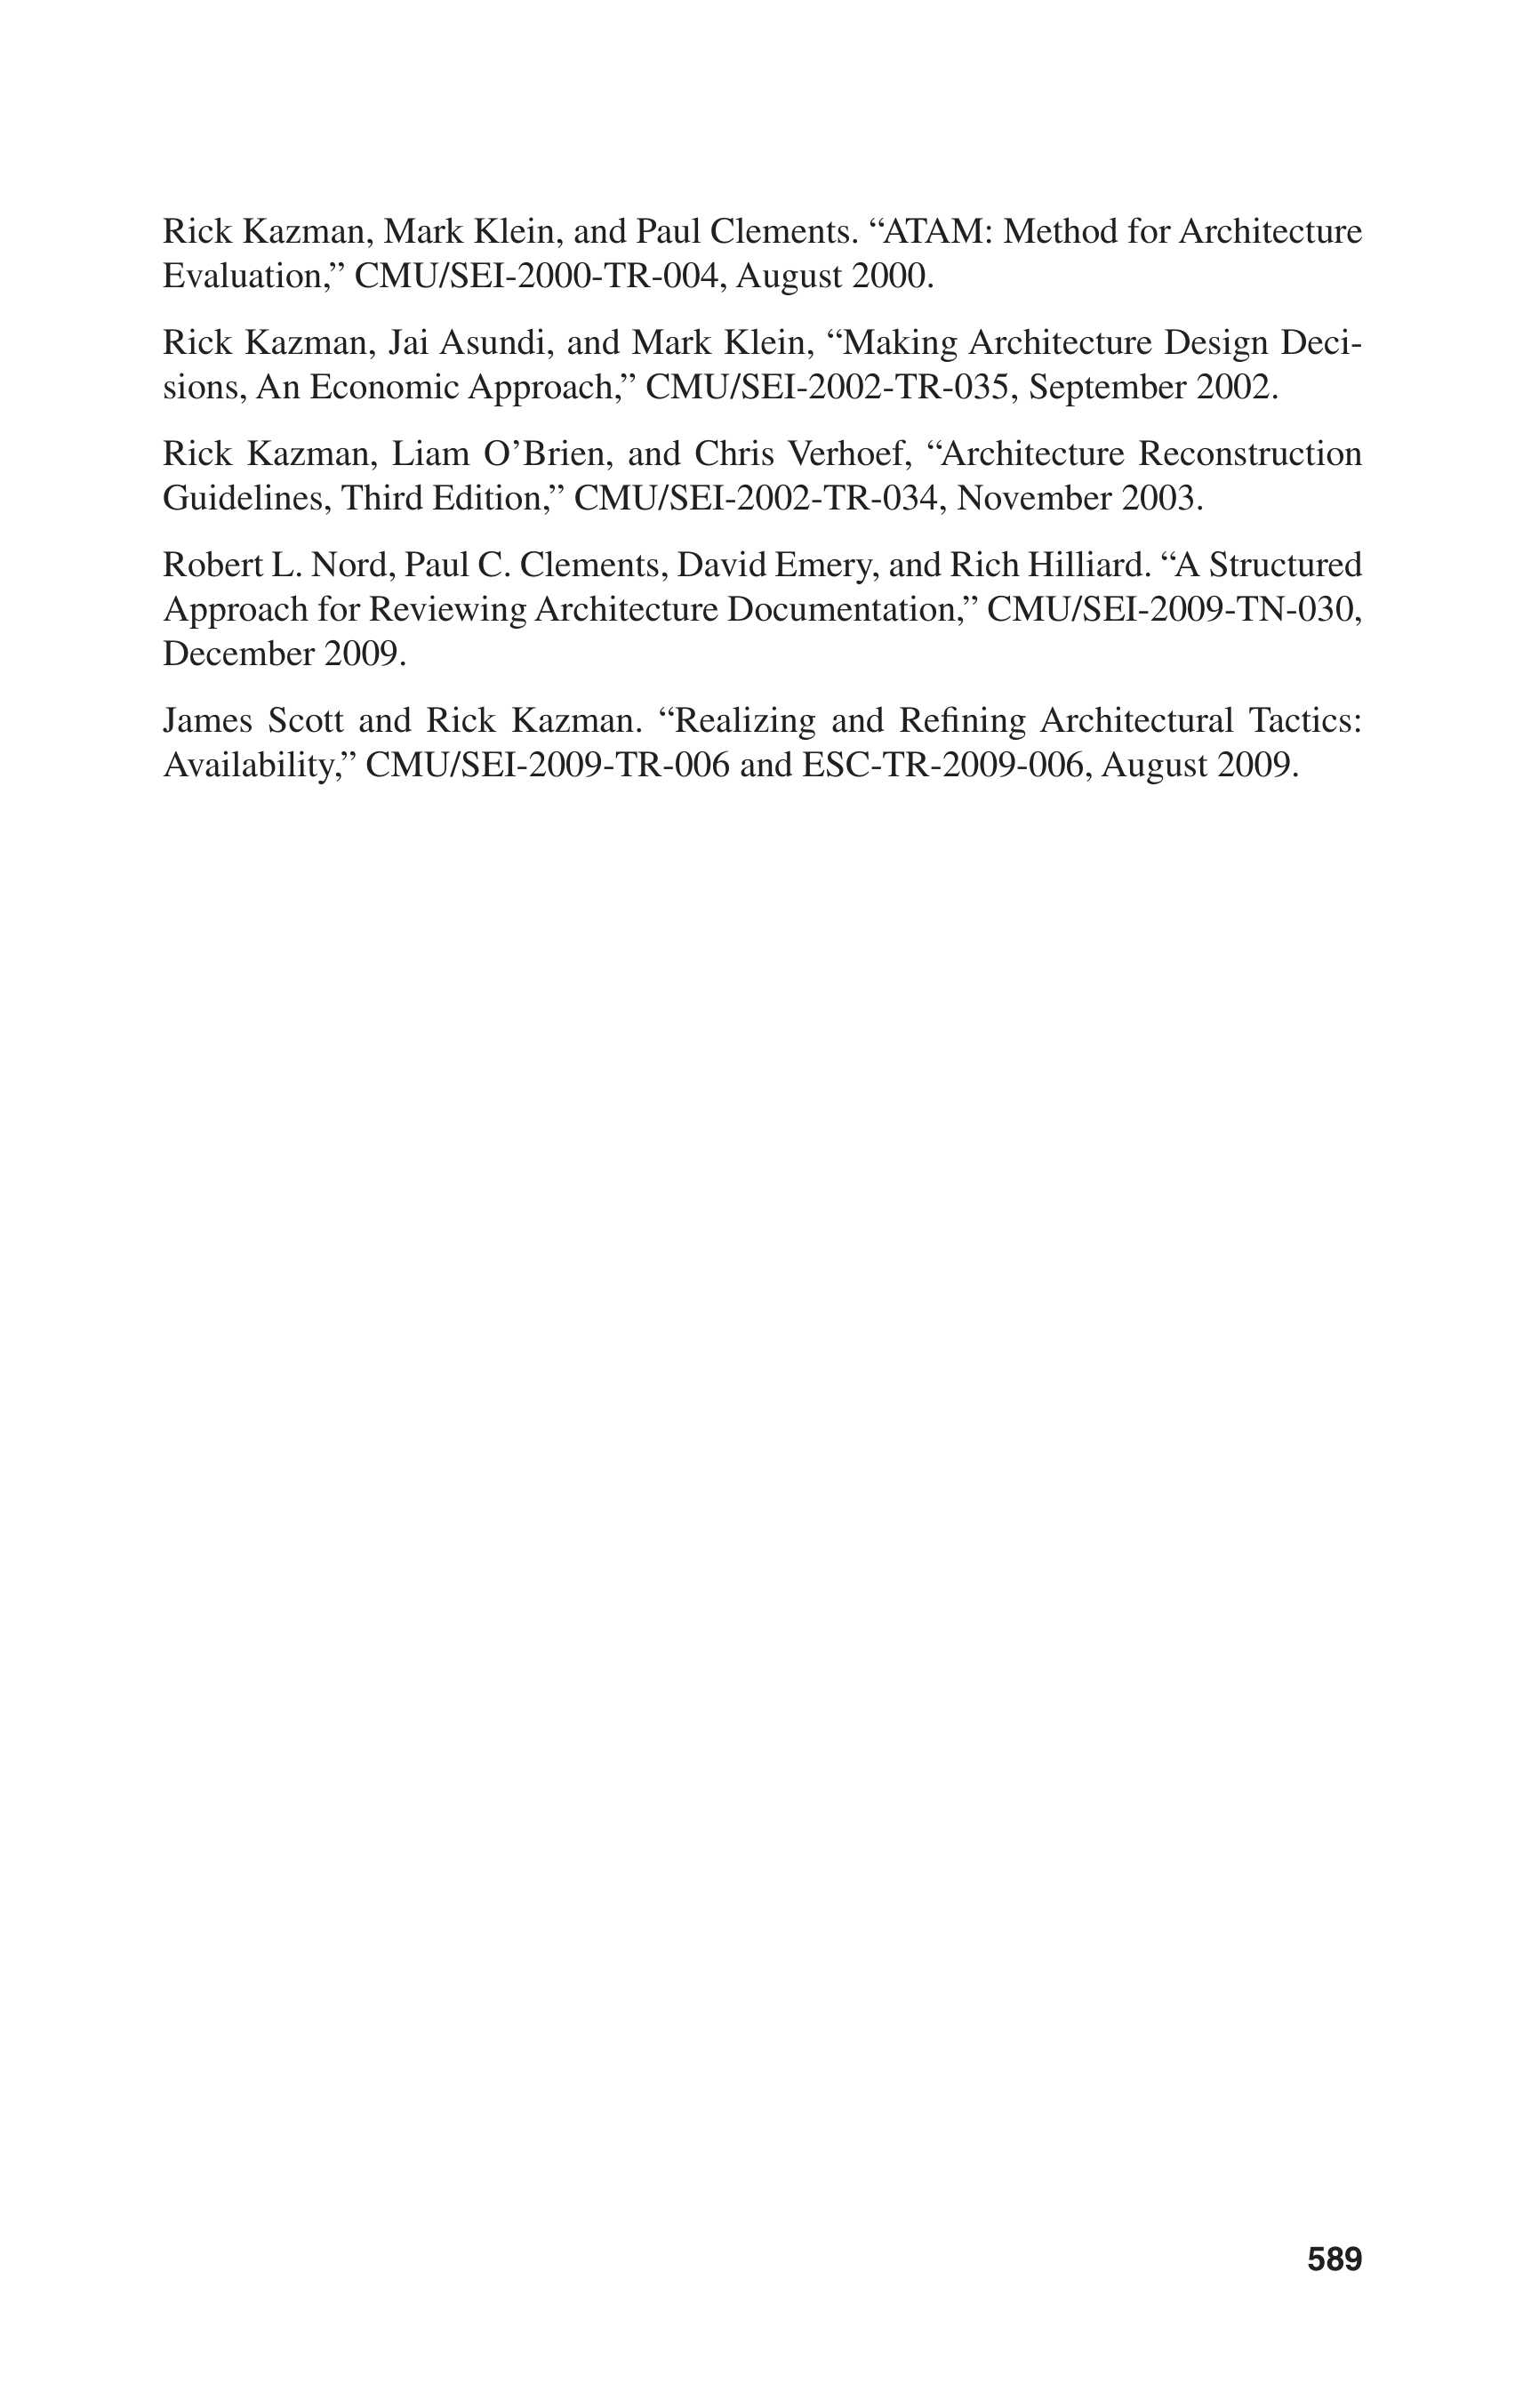 Rick Kazman, Mark Klein, and Paul Clements. “ATAM: Method for Architecture
Evaluation,” CMU/SEI-2000-TR-004, August 2000.
Rick Kazman, Jai Asundi, and Mark Klein, “Making Architecture Design Deci-
sions, An Economic Approach,” CMU/SEI-2002-TR-035, September 2002.
Rick Kazman, Liam O’Brien, and Chris Verhoef, “Architecture Reconstruction
Guidelines, Third Edition,” CMU/SEI-2002-TR-034, November 2003.
Robert L. Nord, Paul C. Clements, David Emery, and Rich Hilliard. “A Structured
Approach for Reviewing Architecture Documentation,” CMU/SEI-2009-TN-030,
December 2009.
James Scott and Rick Kazman. “Realizing and Refining Architectural Tactics:
Availability,” CMU/SEI-2009-TR-006 and ESC-TR-2009-006, August 2009.
589